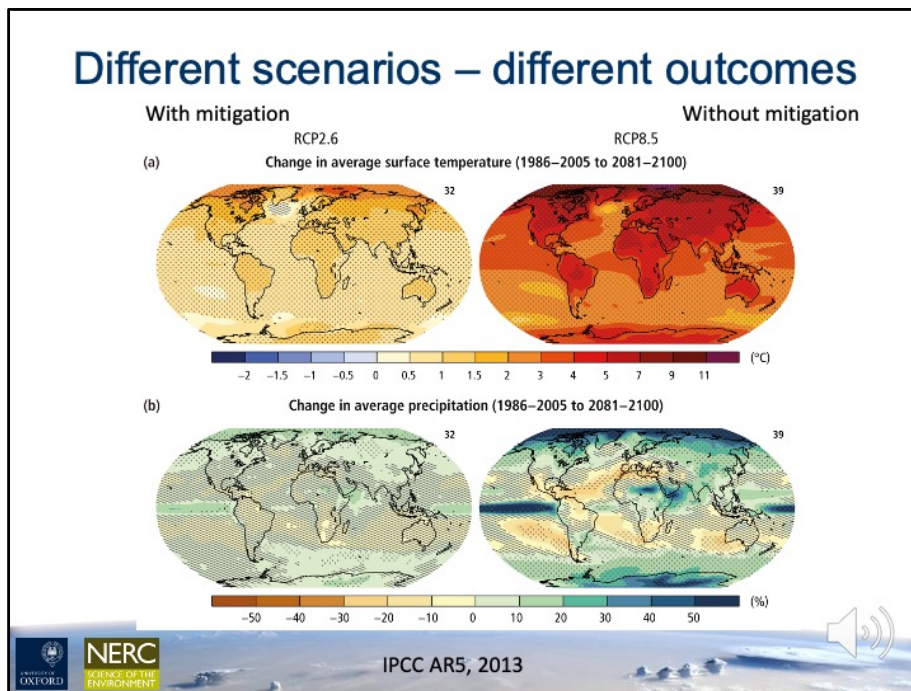 Different scenarios – different outcomes
With mitigation
Without mitigation
RCP2.6
RCP8.5
(a)
Change in average surface temperature (1986–2005 to 2081–2100)
32
39
(°C)
−2 −1.5 −1 −0.5 0 0.5 1 1.5 2 3 4 5 7 9 11
(b)
Change in average precipitation (1986–2005 to 2081–2100)
32
39
(%)
−50 −40 −30 −20 −10 0 10 20 30 40 50
UNIVERSITY OF
OXFORD
NERC
SCIENCE OF THE
ENVIRONMENT
IPCC AR5, 2013